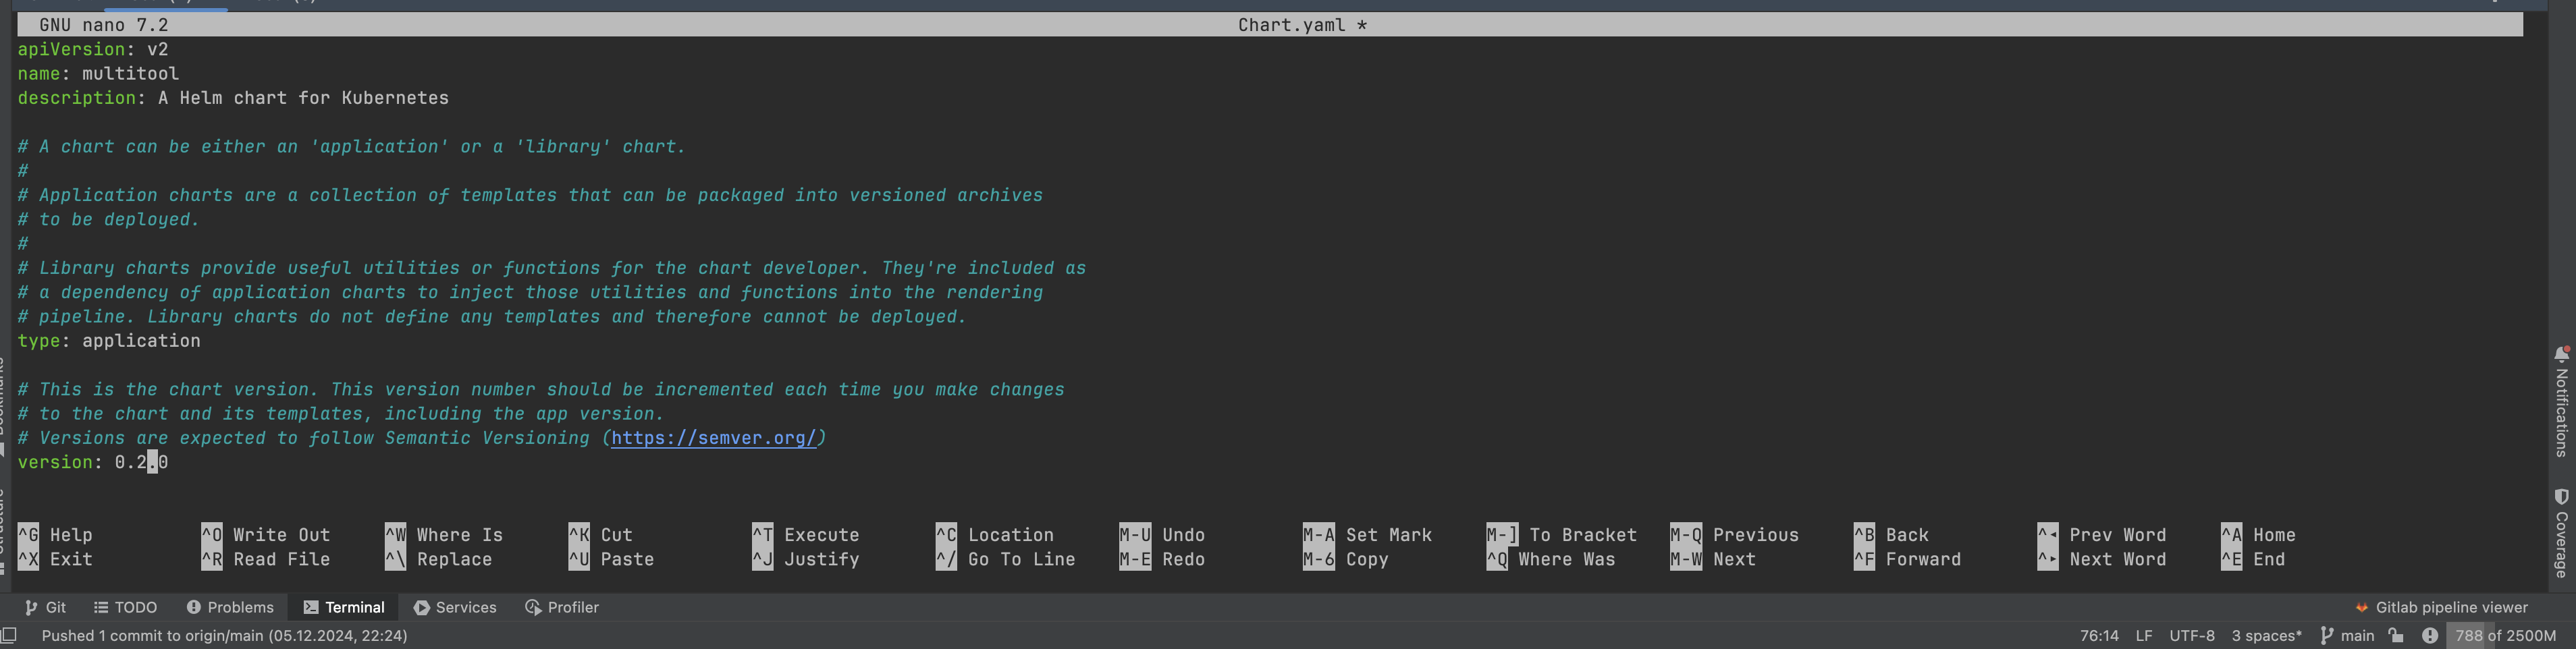 GNU nano 7.2 Chart.yaml *
apiVersion: v2
name: multitool
description: A Helm chart for Kubernetes
# A chart can be either an 'application' or a 'library' chart.
#
# Application charts are a collection of templates that can be packaged into versioned archives
# to be deployed.
#
# Library charts provide useful utilities or functions for the chart developer. They're included as
# a dependency of application charts to inject those utilities and functions into the rendering
# pipeline. Library charts do not define any templates and therefore cannot be deployed.
type: application
# This is the chart version. This version number should be incremented each time you make changes
# to the chart and its templates, including the app version.
# Versions are expected to follow Semantic Versioning (https://semver.org/)
version: 0.2.0
^G Help ^O Write Out ^W Where Is ^K Cut ^T Execute ^C Location M-U Undo M-A Set Mark M-] To Bracket M-Q Previous ^B Back ^◂ Prev Word ^A Home
^X Exit ^R Read File ^\ Replace ^U Paste ^J Justify ^/ Go To Line M-E Redo M-6 Copy ^Q Where Was M-W Next ^F Forward ^▸ Next Word ^E End
Notifications
Coverage
Git TODO Problems Terminal Services Profiler Gitlab pipeline viewer
Pushed 1 commit to origin/main (05.12.2024, 22:24) 76:14 LF UTF-8 3 spaces* main 788 of 2500M